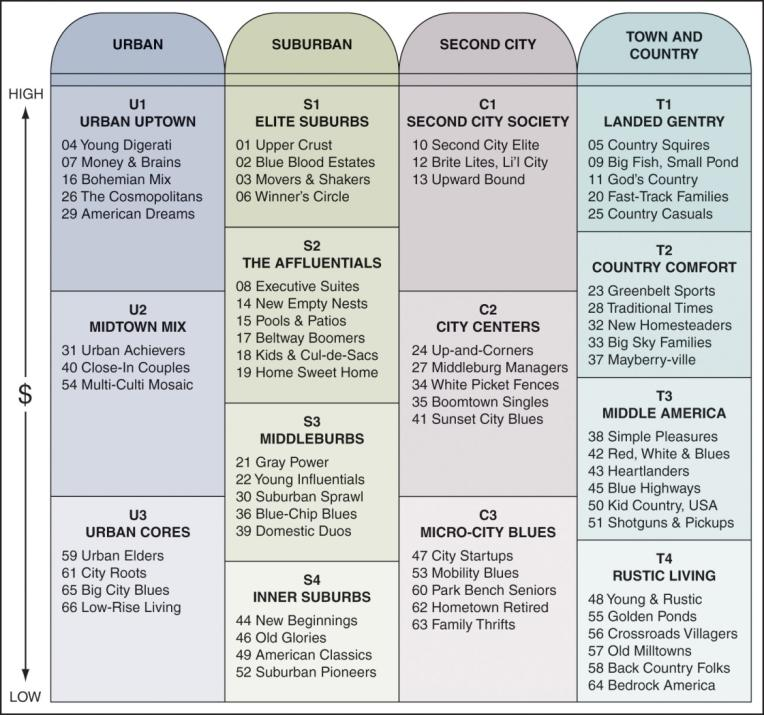 URBAN
SUBURBAN
SECOND CITY
TOWN AND
COUNTRY
HIGH
$
LOW
U1
URBAN UPTOWN
04 Young Digerati
07 Money & Brains
16 Bohemian Mix
26 The Cosmopolitans
29 American Dreams
U2
MIDTOWN MIX
31 Urban Achievers
40 Close-In Couples
54 Multi-Culti Mosaic
U3
URBAN CORES
59 Urban Elders
61 City Roots
65 Big City Blues
66 Low-Rise Living
S1
ELITE SUBURBS
01 Upper Crust
02 Blue Blood Estates
03 Movers & Shakers
06 Winner's Circle
S2
THE AFFLUENTIALS
08 Executive Suites
14 New Empty Nests
15 Pools & Patios
17 Beltway Boomers
18 Kids & Cul-de-Sacs
19 Home Sweet Home
S3
MIDDLEBURBS
21 Gray Power
22 Young Influentials
30 Suburban Sprawl
36 Blue-Chip Blues
39 Domestic Duos
S4
INNER SUBURBS
44 New Beginnings
46 Old Glories
49 American Classics
52 Suburban Pioneers
C1
SECOND CITY SOCIETY
10 Second City Elite
12 Brite Lites, Li'l City
13 Upward Bound
C2
CITY CENTERS
24 Up-and-Corners
27 Middleburg Managers
34 White Picket Fences
35 Boomtown Singles
41 Sunset City Blues
C3
MICRO-CITY BLUES
47 City Startups
53 Mobility Blues
60 Park Bench Seniors
62 Hometown Retired
63 Family Thrifts
T1
LANDED GENTRY
05 Country Squires
09 Big Fish, Small Pond
11 God's Country
20 Fast-Track Families
25 Country Casuals
T2
COUNTRY COMFORT
23 Greenbelt Sports
28 Traditional Times
32 New Homesteaders
33 Big Sky Families
37 Mayberry-ville
T3
MIDDLE AMERICA
38 Simple Pleasures
42 Red, White & Blues
43 Heartlanders
45 Blue Highways
50 Kid Country, USA
51 Shotguns & Pickups
T4
RUSTIC LIVING
48 Young & Rustic
55 Golden Ponds
56 Crossroads Villagers
57 Old Milltowns
58 Back Country Folks
64 Bedrock America